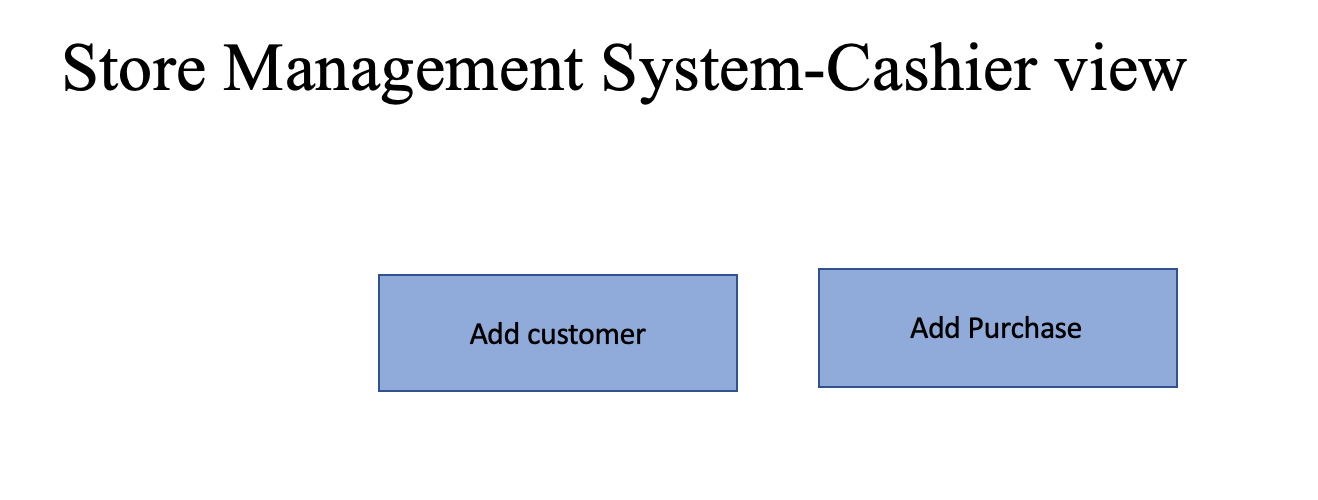 Store Management System-Cashier view
Add customer
Add Purchase